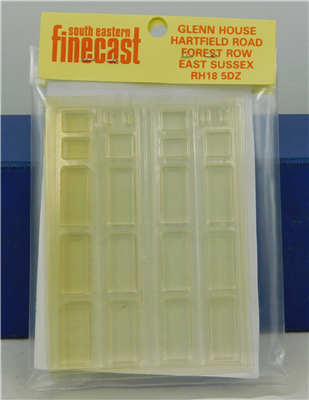 south eastern
finecast
GLENN HOUSE
HARTFIELD ROAD
FOREST ROW
EAST SUSSEX
RH18 5DZ